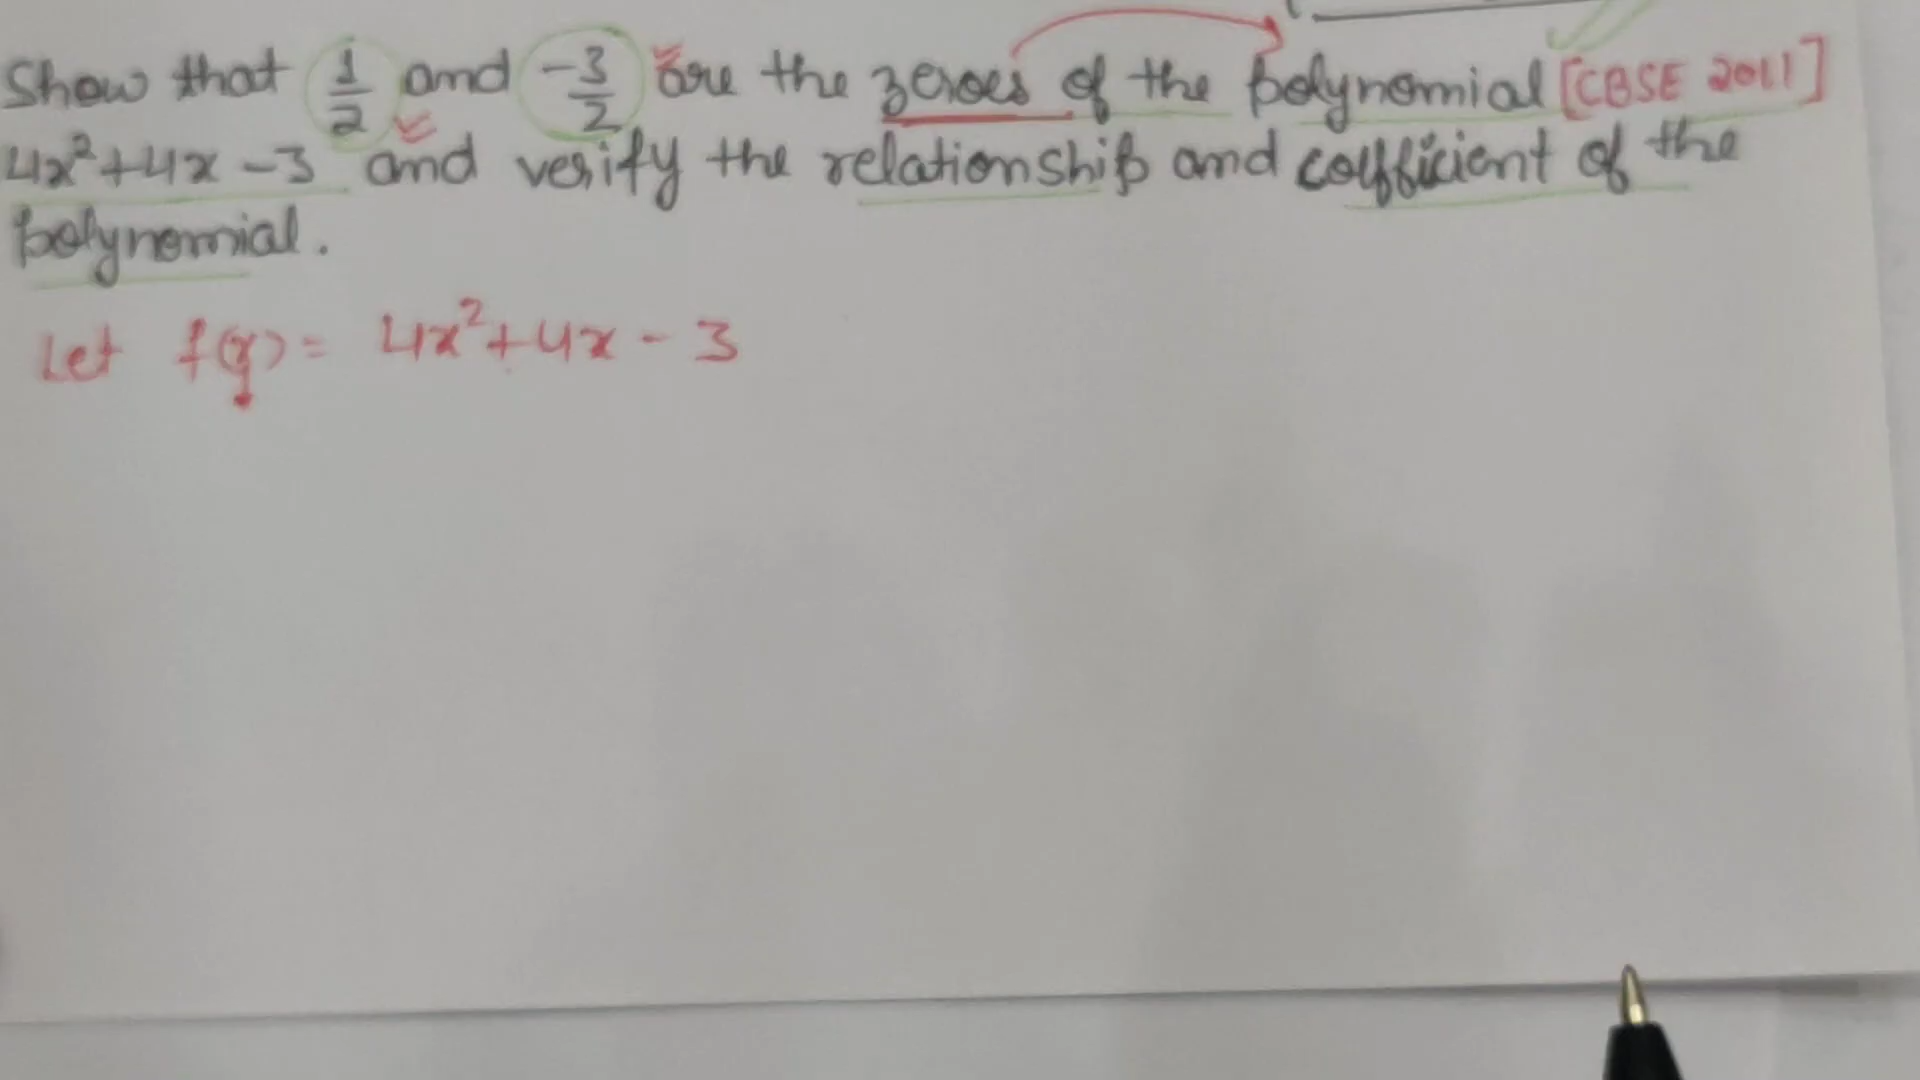 Show that 1/2 and -3/2 are the zeroes of the polynomial [CBSE 2011]
4x²+4x-3 and verify the relationship and coefficient of the
polynomial.
Let f(x) = 4x²+4x-3